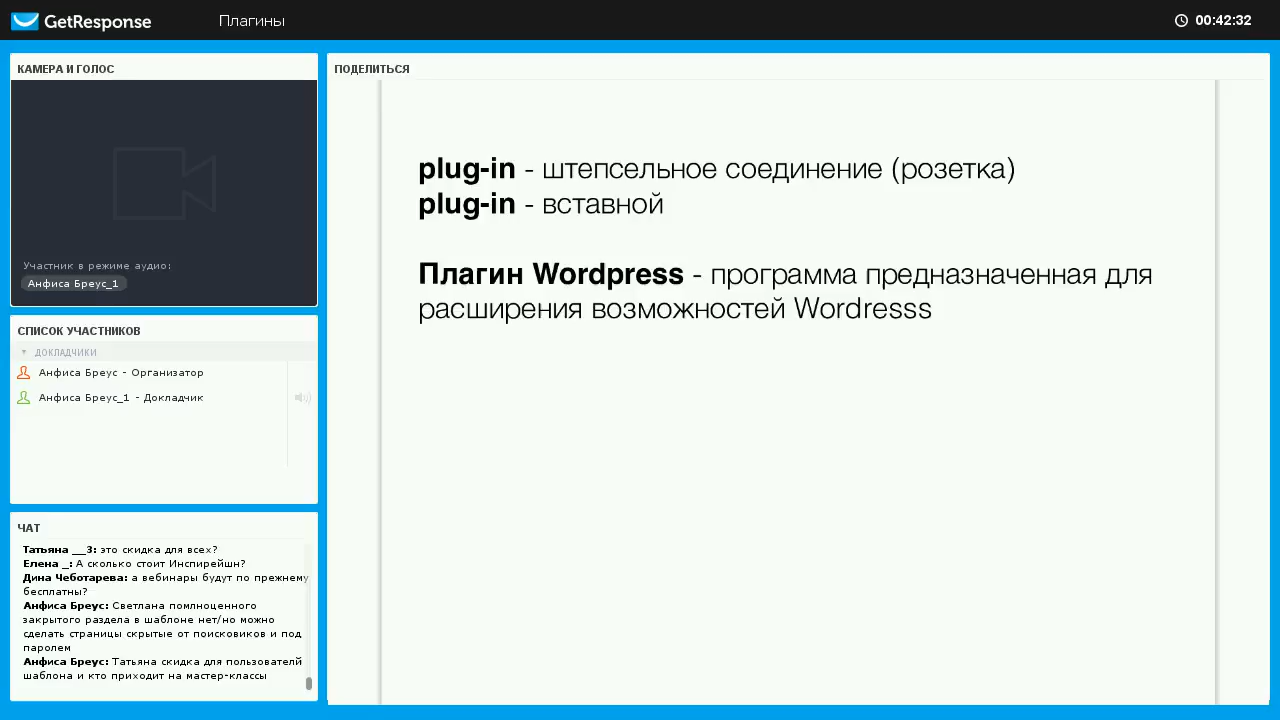 GetResponse
Плагины
00:42:32
КАМЕРА И ГОЛОС
Участник в режиме аудио:
Анфиса Бреус_1
СПИСОК УЧАСТНИКОВ
ДОКЛАДЧИКИ
Анфиса Бреус - Организатор
Анфиса Бреус_1 - Докладчик
ЧАТ
Татьяна __3: это скидка для всех?
Елена _: А сколько стоит Инспирейшн?
Дина Чеботарева: а вебинары будут по прежнему
бесплатны?
Анфиса Бреус: Светлана помлноценного
закрытого раздела в шаблоне нет/но можно
сделать страницы скрытые от поисковиков и под
паролем
Анфиса Бреус: Татьяна скидка для пользователй
шаблона и кто приходит на мастер-классы
ПОДЕЛИТЬСЯ
plug-in - штепсельное соединение (розетка)
plug-in - вставной
Плагин Wordpress - программа предназначенная для
расширения возможностей Wordresss